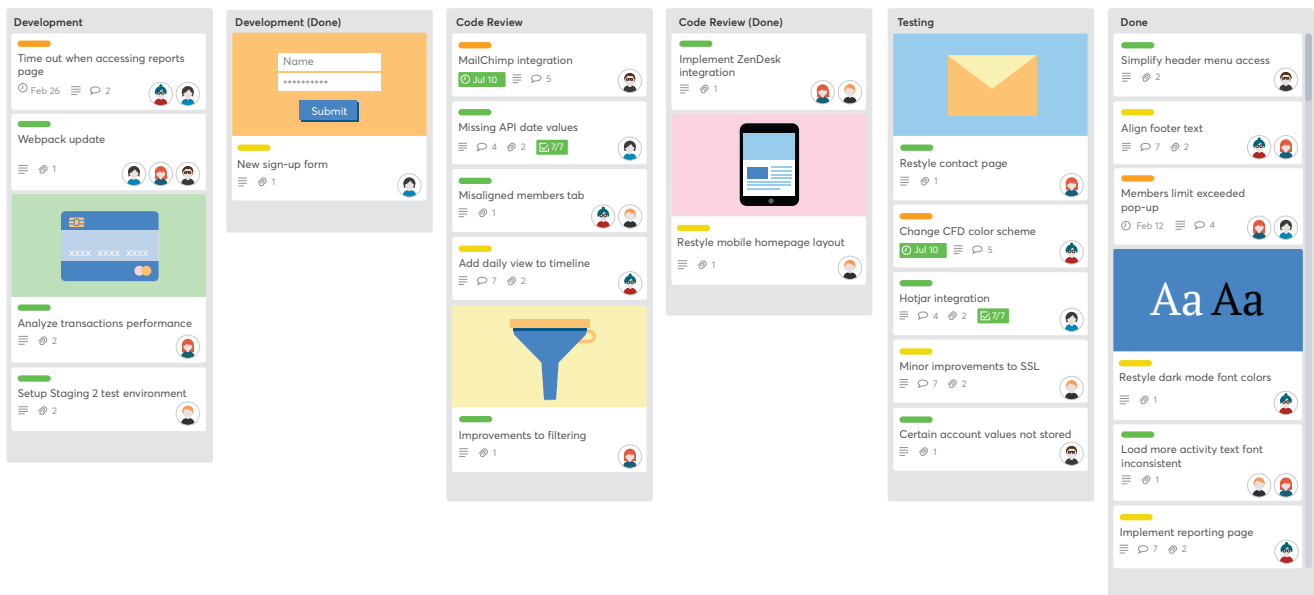 Development
Time out when accessing reports
page
Feb 26 2
Webpack update
1
XXXX XXXX XXXX
Analyze transactions performance
2
Setup Staging 2 test environment
2
Development (Done)
Name
**********
Submit
New sign-up form
1
Code Review
MailChimp integration
Jul 10 5
Missing API date values
4 2 7/7
Misaligned members tab
1
Add daily view to timeline
7 2
Improvements to filtering
1
Code Review (Done)
Implement ZenDesk
integration
1
Restyle mobile homepage layout
1
Testing
Restyle contact page
1
Change CFD color scheme
Jul 10 5
Hotjar integration
4 2 7/7
Minor improvements to SSL
7 2
Certain account values not stored
1
Done
Simplify header menu access
2
Align footer text
7 2
Members limit exceeded
pop-up
Feb 12 4
Aa Aa
Restyle dark mode font colors
1
Load more activity text font
inconsistent
1
Implement reporting page
7 2